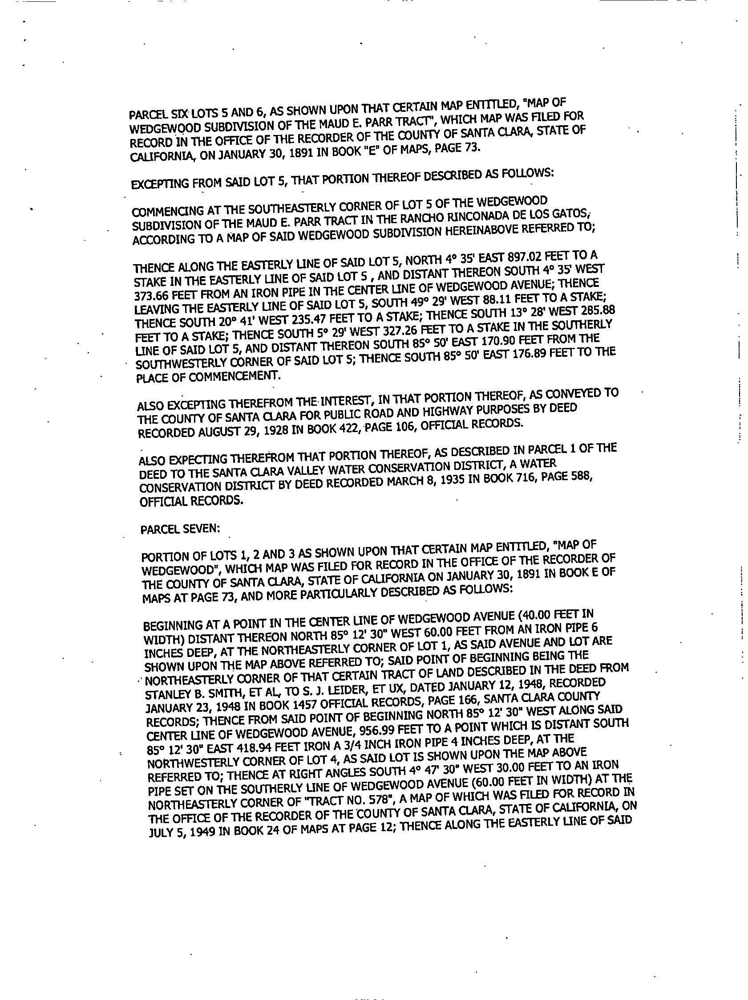 PARCEL SIX LOTS 5 AND 6, AS SHOWN UPON THAT CERTAIN MAP ENTITLED, "MAP OF
WEDGEWOOD SUBDIVISION OF THE MAUD E. PARR TRACT", WHICH MAP WAS FILED FOR
RECORD IN THE OFFICE OF THE RECORDER OF THE COUNTY OF SANTA CLARA, STATE OF
CALIFORNIA, ON JANUARY 30, 1891 IN BOOK "E" OF MAPS, PAGE 73.
EXCEPTING FROM SAID LOT 5, THAT PORTION THEREOF DESCRIBED AS FOLLOWS:
COMMENCING AT THE SOUTHEASTERLY CORNER OF LOT 5 OF THE WEDGEWOOD
SUBDIVISION OF THE MAUD E. PARR TRACT IN THE RANCHO RINCONADA DE LOS GATOS,
ACCORDING TO A MAP OF SAID WEDGEWOOD SUBDIVISION HEREINABOVE REFERRED TO;
THENCE ALONG THE EASTERLY LINE OF SAID LOT 5, NORTH 4º 35' EAST 897.02 FEET TO A
STAKE IN THE EASTERLY LINE OF SAID LOT 5 , AND DISTANT THEREON SOUTH 4º 35' WEST
373.66 FEET FROM AN IRON PIPE IN THE CENTER LINE OF WEDGEWOOD AVENUE; THENCE
LEAVING THE EASTERLY LINE OF SAID LOT 5, SOUTH 49º 29' WEST 88.11 FEET TO A STAKE;
THENCE SOUTH 20º 41' WEST 235.47 FEET TO A STAKE; THENCE SOUTH 13º 28' WEST 285.88
FEET TO A STAKE; THENCE SOUTH 5º 29' WEST 327.26 FEET TO A STAKE IN THE SOUTHERLY
LINE OF SAID LOT 5, AND DISTANT THEREON SOUTH 85º 50' EAST 170.90 FEET FROM THE
SOUTHWESTERLY CORNER OF SAID LOT 5; THENCE SOUTH 85º 50' EAST 176.89 FEET TO THE
PLACE OF COMMENCEMENT.
ALSO EXCEPTING THEREFROM THE INTEREST, IN THAT PORTION THEREOF, AS CONVEYED TO
THE COUNTY OF SANTA CLARA FOR PUBLIC ROAD AND HIGHWAY PURPOSES BY DEED
RECORDED AUGUST 29, 1928 IN BOOK 422, PAGE 106, OFFICIAL RECORDS.
ALSO EXPECTING THEREFROM THAT PORTION THEREOF, AS DESCRIBED IN PARCEL 1 OF THE
DEED TO THE SANTA CLARA VALLEY WATER CONSERVATION DISTRICT, A WATER
CONSERVATION DISTRICT BY DEED RECORDED MARCH 8, 1935 IN BOOK 716, PAGE 588,
OFFICIAL RECORDS.
PARCEL SEVEN:
PORTION OF LOTS 1, 2 AND 3 AS SHOWN UPON THAT CERTAIN MAP ENTITLED, "MAP OF
WEDGEWOOD", WHICH MAP WAS FILED FOR RECORD IN THE OFFICE OF THE RECORDER OF
THE COUNTY OF SANTA CLARA, STATE OF CALIFORNIA ON JANUARY 30, 1891 IN BOOK E OF
MAPS AT PAGE 73, AND MORE PARTICULARLY DESCRIBED AS FOLLOWS:
BEGINNING AT A POINT IN THE CENTER LINE OF WEDGEWOOD AVENUE (40.00 FEET IN
WIDTH) DISTANT THEREON NORTH 85º 12' 30" WEST 60.00 FEET FROM AN IRON PIPE 6
INCHES DEEP, AT THE NORTHEASTERLY CORNER OF LOT 1, AS SAID AVENUE AND LOT ARE
SHOWN UPON THE MAP ABOVE REFERRED TO; SAID POINT OF BEGINNING BEING THE
NORTHEASTERLY CORNER OF THAT CERTAIN TRACT OF LAND DESCRIBED IN THE DEED FROM
STANLEY B. SMITH, ET AL, TO S. J. LEIDER, ET UX, DATED JANUARY 12, 1948, RECORDED
JANUARY 23, 1948 IN BOOK 1457 OFFICIAL RECORDS, PAGE 166, SANTA CLARA COUNTY
RECORDS; THENCE FROM SAID POINT OF BEGINNING NORTH 85º 12' 30" WEST ALONG SAID
CENTER LINE OF WEDGEWOOD AVENUE, 956.99 FEET TO A POINT WHICH IS DISTANT SOUTH
85º 12' 30" EAST 418.94 FEET IRON A 3/4 INCH IRON PIPE 4 INCHES DEEP, AT THE
NORTHWESTERLY CORNER OF LOT 4, AS SAID LOT IS SHOWN UPON THE MAP ABOVE
REFERRED TO; THENCE AT RIGHT ANGLES SOUTH 4º 47' 30" WEST 30.00 FEET TO AN IRON
PIPE SET ON THE SOUTHERLY LINE OF WEDGEWOOD AVENUE (60.00 FEET IN WIDTH) AT THE
NORTHEASTERLY CORNER OF "TRACT NO. 578", A MAP OF WHICH WAS FILED FOR RECORD IN
THE OFFICE OF THE RECORDER OF THE COUNTY OF SANTA CLARA, STATE OF CALIFORNIA, ON
JULY 5, 1949 IN BOOK 24 OF MAPS AT PAGE 12; THENCE ALONG THE EASTERLY LINE OF SAID